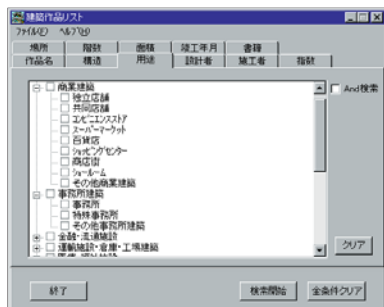 建築作品リスト
ファイル(F) ヘルプ(H)
場所 階数 面積 竣工年月 書籍
作品名 構造 用途 設計者 施工者 指数
商業建築
独立店舗
共同店舗
コンビニエンスストア
スーパーマーケット
百貨店
ショッピングセンター
商店街
ショールーム
その他商業建築
事務所建築
事務所
特殊事務所
その他事務所建築
金融・流通施設
運輸施設・倉庫・工場建築
And検索
クリア
終了 検索開始 全条件クリア